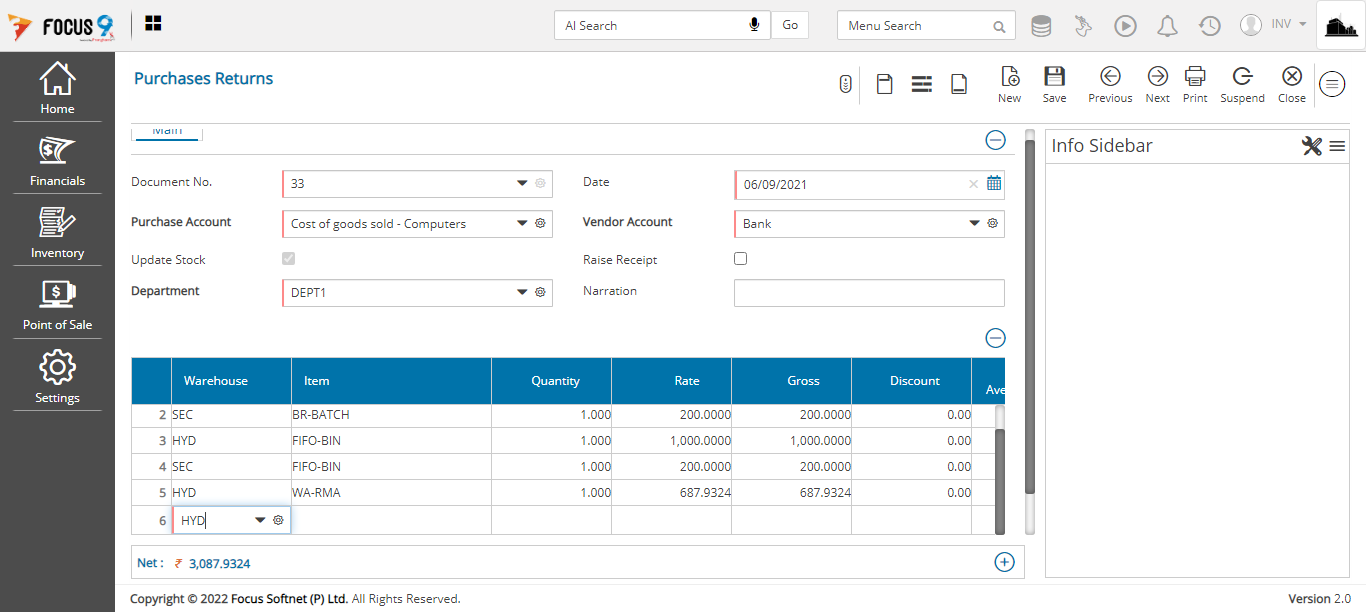 FOCUS 9
AI Search
Go
Menu Search
INV
Home
Financials
Inventory
Point of Sale
Settings
Purchases Returns
New
Save
Previous
Next
Print
Suspend
Close
Main
Document No.
33
Date
06/09/2021
Purchase Account
Cost of goods sold - Computers
Vendor Account
Bank
Update Stock
Raise Receipt
Department
DEPT1
Narration
Warehouse Item Quantity Rate Gross Discount Ave
2 SEC BR-BATCH 1.000 200.0000 200.0000 0.00
3 HYD FIFO-BIN 1.000 1,000.0000 1,000.0000 0.00
4 SEC FIFO-BIN 1.000 200.0000 200.0000 0.00
5 HYD WA-RMA 1.000 687.9324 687.9324 0.00
6 HYD
Net : ₹ 3,087.9324
Info Sidebar
Copyright © 2022 Focus Softnet (P) Ltd. All Rights Reserved.
Version 2.0